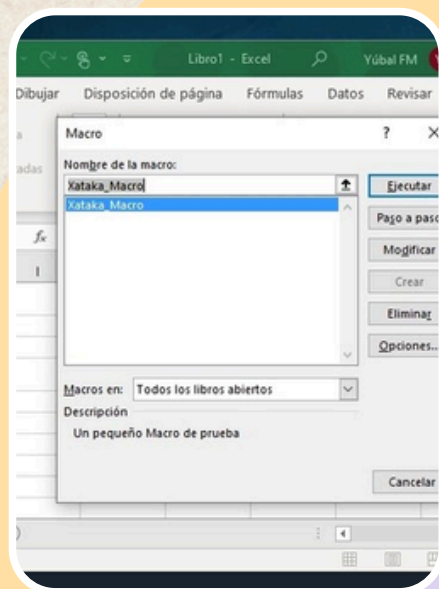 Libro1 - Excel
Yúbal FM
Dibujar Disposición de página Fórmulas Datos Revisar
Macro
? X
Nombre de la macro:
Xataka_Macro
Xataka_Macro
Ejecutar
Paso a paso
Modificar
Crear
Eliminar
Opciones...
fx
I
Macros en: Todos los libros abiertos
Descripción
Un pequeño Macro de prueba
Cancelar